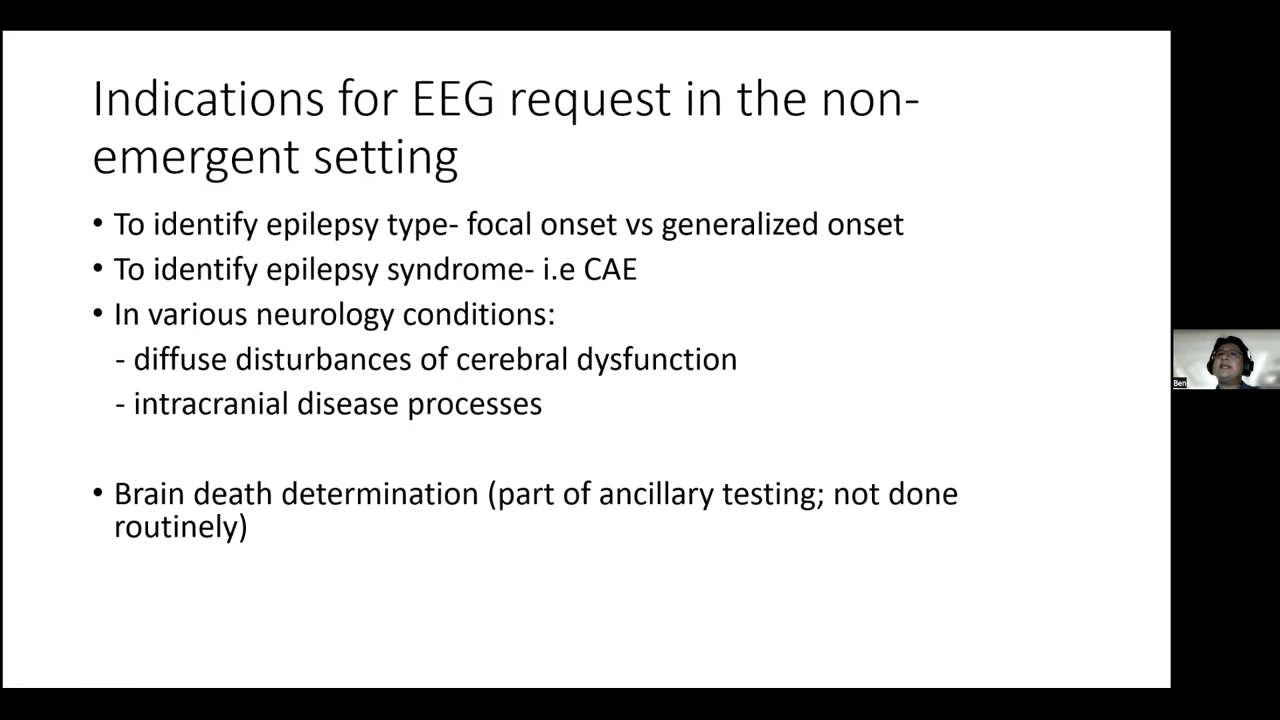 Indications for EEG request in the non-
emergent setting
• To identify epilepsy type- focal onset vs generalized onset
• To identify epilepsy syndrome- i.e CAE
• In various neurology conditions:
- diffuse disturbances of cerebral dysfunction
- intracranial disease processes
• Brain death determination (part of ancillary testing; not done
routinely)
Ben